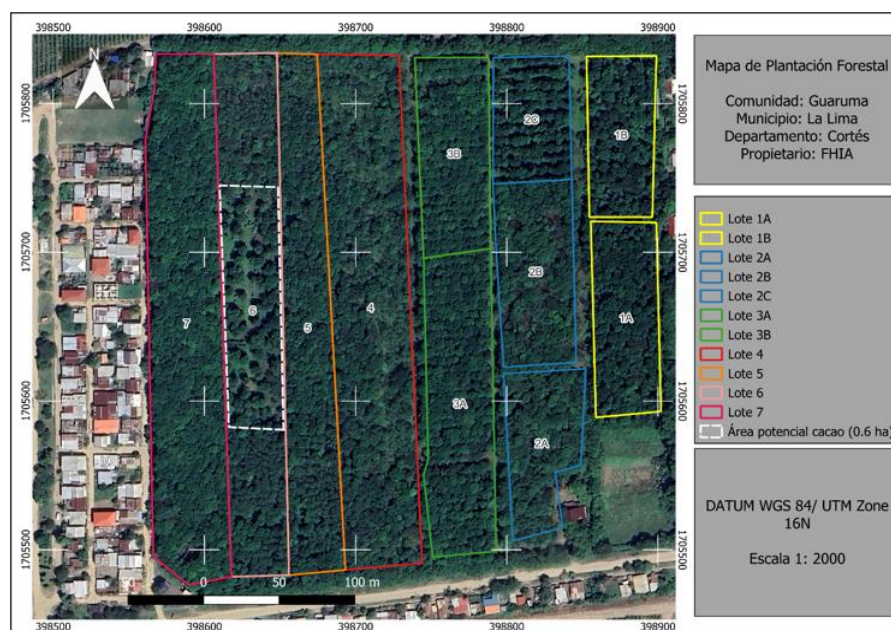 398500 398600 398700 398800 398900
N
1705800 1705800
1705700 1705700
1705600 1705600
1705500 1705500
3B
2C
1B
2B
1A
7
6
5
4
3A
2A
50 0 50 100 m
398500 398600 398700 398800 398900
Mapa de Plantación Forestal
Comunidad: Guaruma
Municipio: La Lima
Departamento: Cortés
Propietario: FHIA
Lote 1A
Lote 1B
Lote 2A
Lote 2B
Lote 2C
Lote 3A
Lote 3B
Lote 4
Lote 5
Lote 6
Lote 7
Área potencial cacao (0.6 ha)
DATUM WGS 84/ UTM Zone
16N
Escala 1: 2000